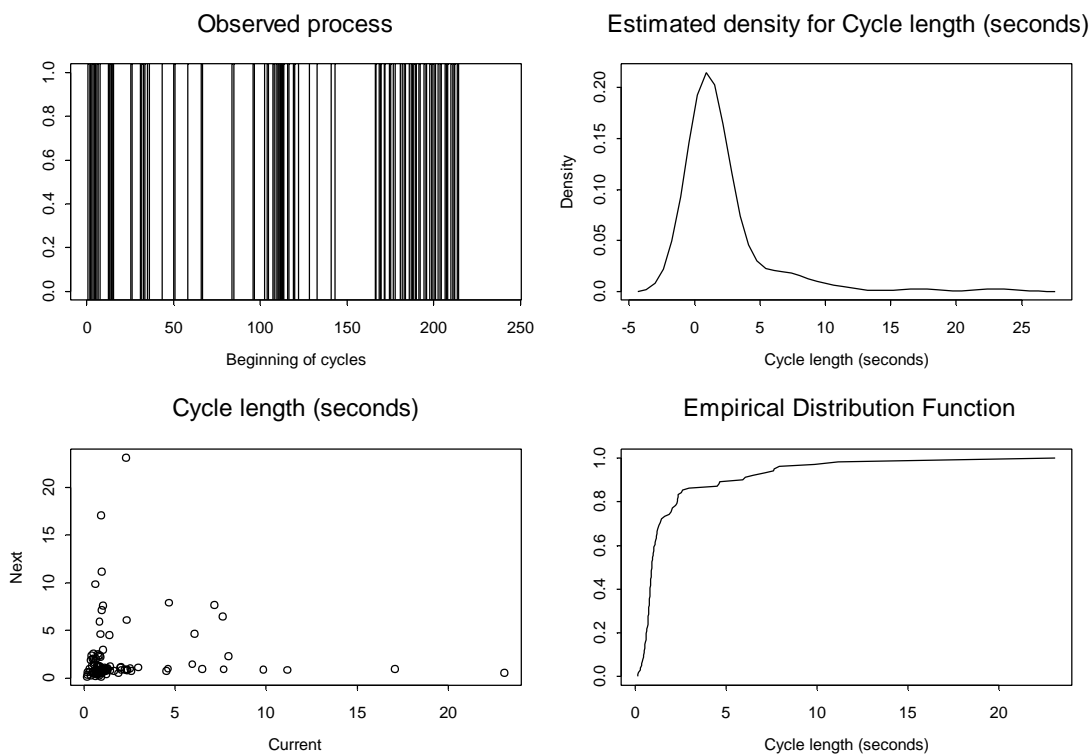 Observed process
1.0
0.8
0.6
0.4
0.2
0.0
0 50 100 150 200 250
Beginning of cycles
Estimated density for Cycle length (seconds)
Density
0.20
0.15
0.10
0.05
0.0
-5 0 5 10 15 20 25
Cycle length (seconds)
Cycle length (seconds)
Next
20
15
10
5
0
0 5 10 15 20
Current
Empirical Distribution Function
1.0
0.8
0.6
0.4
0.2
0.0
0 5 10 15 20
Cycle length (seconds)